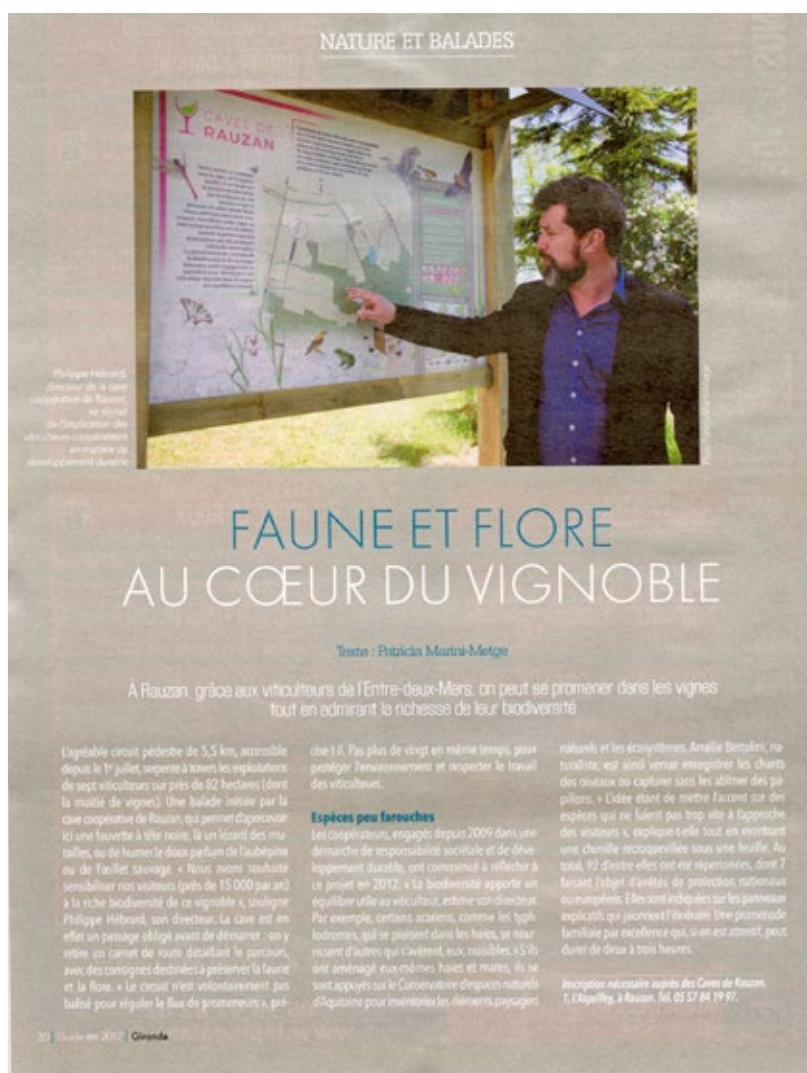 NATURE ET BALADES
CAVES DE
RAUZAN
Philippe Hébrard,
directeur de la cave
coopérative de Rauzan,
se réjouit
de l'implication des
viticulteurs-coopérateurs
en matière de
développement durable
FAUNE ET FLORE
AU CŒUR DU VIGNOBLE
Texte : Patricia Marini-Metge
À Rauzan, grâce aux viticulteurs de l'Entre-deux-Mers, on peut se promener dans les vignes
tout en admirant la richesse de leur biodiversité
L'agréable circuit pédestre de 5,5 km, accessible
depuis le 1er juillet, serpente à travers les exploitations
de sept viticulteurs sur près de 82 hectares (dont
la moitié de vignes). Une balade initiée par la
cave coopérative de Rauzan, qui permet d'apercevoir
ici une fauvette à tête noire, là un lézard des mu-
railles, ou de humer le doux parfum de l'aubépine
ou de l'œillet sauvage. « Nous avons souhaité
sensibiliser nos visiteurs (près de 15 000 par an)
à la riche biodiversité de ce vignoble », souligne
Philippe Hébrard, son directeur. La cave est en
effet un passage obligé avant de démarrer : on y
retire un carnet de route détaillant le parcours,
avec des consignes destinées à préserver la faune
et la flore. « Le circuit n'est volontairement pas
balisé pour réguler le flux de promeneurs », pré-
cise t-il. Pas plus de vingt en même temps, pour
protéger l'environnement et respecter le travail
des viticulteurs.
Espèces peu farouches
Les coopérateurs, engagés depuis 2009 dans une
démarche de responsabilité sociétale et de déve-
loppement durable, ont commencé à réfléchir à
ce projet en 2012. « La biodiversité apporte un
équilibre utile au viticulteur, estime son directeur.
Par exemple, certains acariens, comme les typh-
lodromes, qui se plaisent dans les haies, se nour-
rissent d'autres qui s'avèrent, eux, nuisibles. » S'ils
ont aménagé eux-mêmes haies et mares, ils se
sont appuyés sur le Conservatoire d'espaces naturels
d'Aquitaine pour inventorier les éléments paysagers
naturels et les écosystèmes. Amélie Bertolini, na-
turaliste, est ainsi venue enregistrer les chants
des oiseaux ou capturer sans les abîmer des pa-
pillons. « L'idée étant de mettre l'accent sur des
espèces qui ne fuient pas trop vite à l'approche
des visiteurs », explique-t-elle tout en montrant
une chenille recroquevillée sous une feuille. Au
total, 92 d'entre elles ont été répertoriées, dont 7
faisant l'objet d'arrêtés de protection nationaux
ou européens. Elles sont indiquées sur les panneaux
explicatifs qui jalonnent l'itinéraire. Une promenade
familiale par excellence qui, si on est attentif, peut
durer de deux à trois heures.
Inscription nécessaire auprès des Caves de Rauzan,
1, l'Aiguilley, à Rauzan. Tél. 05 57 84 19 97.
Guide été 2017 | Gironde